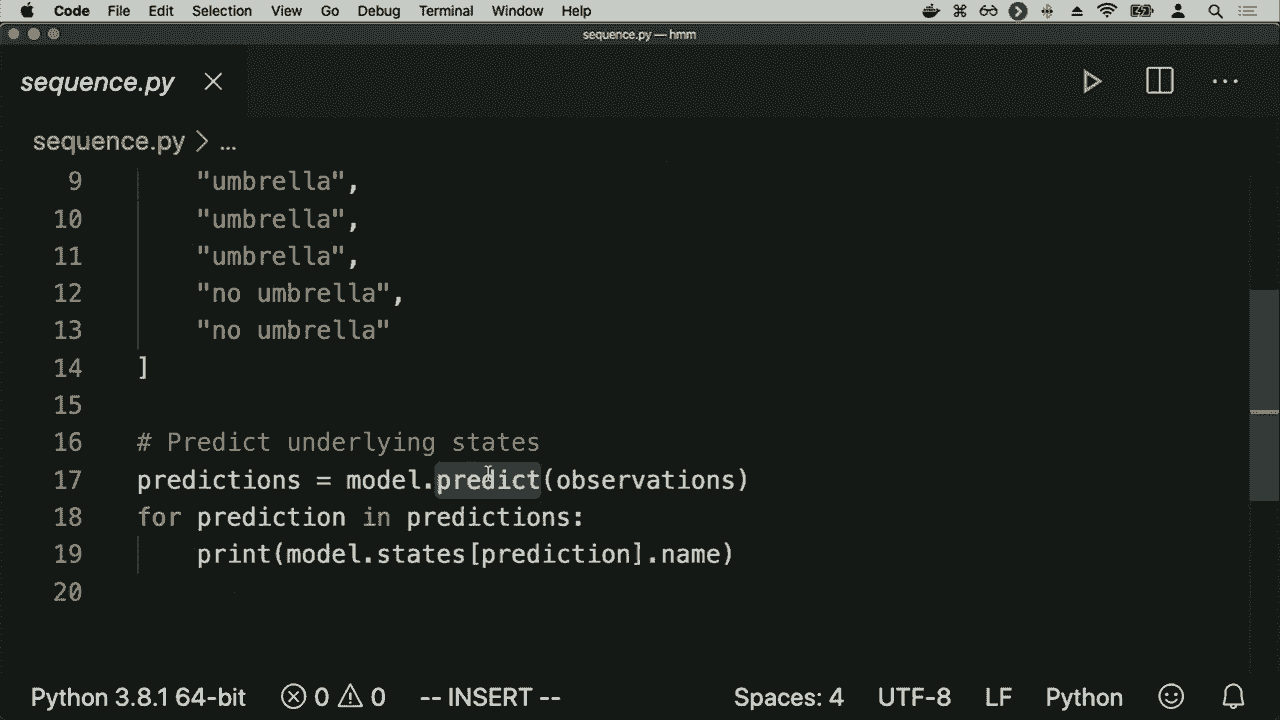 Code File Edit Selection View Go Debug Terminal Window Help
sequence.py — hmm
sequence.py
sequence.py > ...
9 "umbrella",
10 "umbrella",
11 "umbrella",
12 "no umbrella",
13 "no umbrella"
14 ]
15
16 # Predict underlying states
17 predictions = model.predict(observations)
18 for prediction in predictions:
19 print(model.states[prediction].name)
20
Python 3.8.1 64-bit 0 0 -- INSERT -- Spaces: 4 UTF-8 LF Python